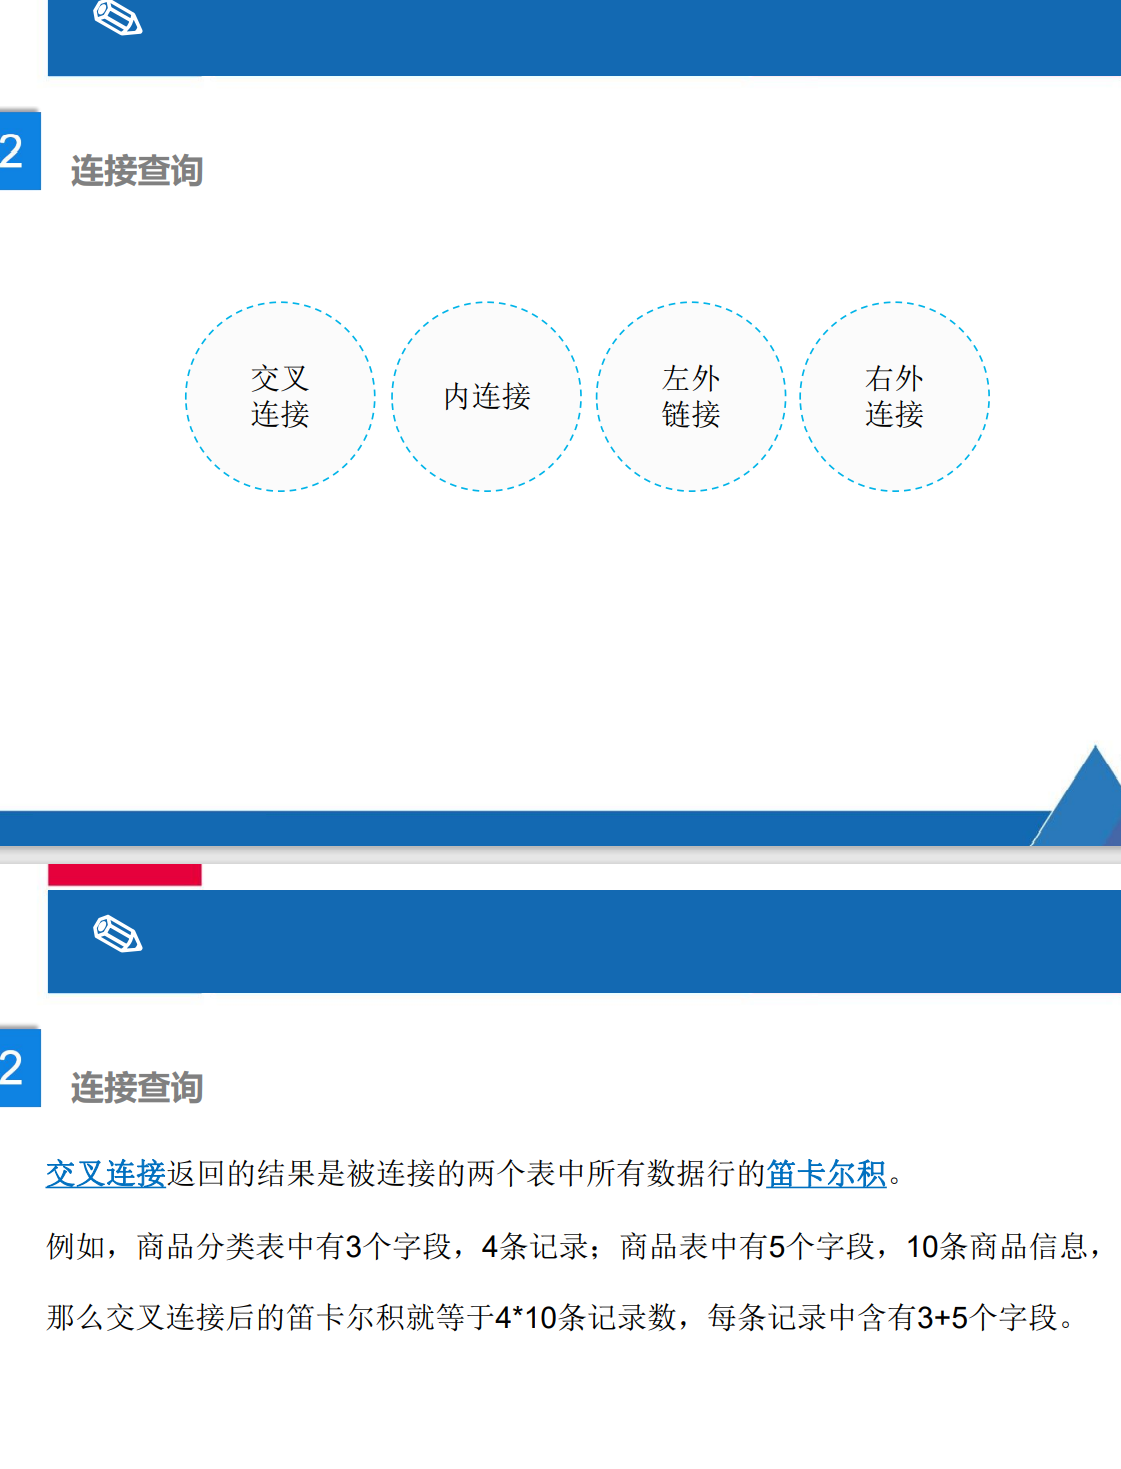 2
连接查询
交叉
连接
内连接
左外
链接
右外
连接
2
连接查询
交叉连接返回的结果是被连接的两个表中所有数据行的笛卡尔积。
例如，商品分类表中有3个字段，4条记录；商品表中有5个字段，10条商品信息，
那么交叉连接后的笛卡尔积就等于4*10条记录数，每条记录中含有3+5个字段。